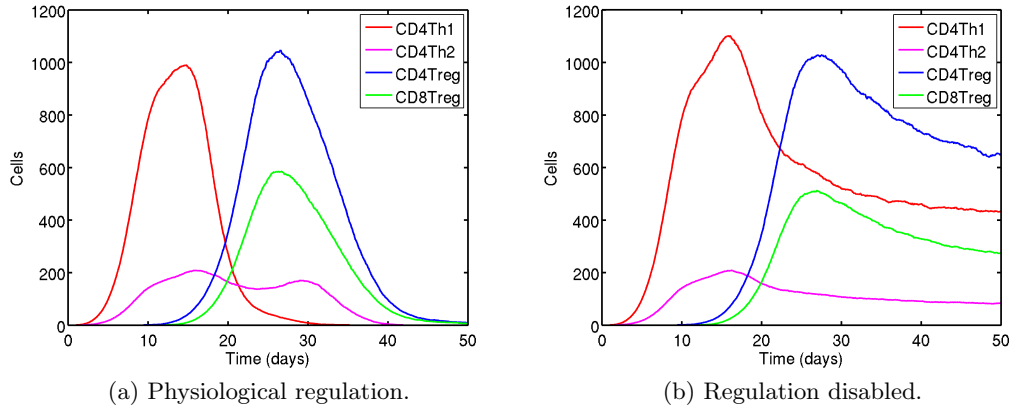 1200
1000
800
600
400
200
0
Cells
0 10 20 30 40 50
Time (days)
CD4Th1
CD4Th2
CD4Treg
CD8Treg
(a) Physiological regulation.
1200
1000
800
600
400
200
0
Cells
0 10 20 30 40 50
Time (days)
CD4Th1
CD4Th2
CD4Treg
CD8Treg
(b) Regulation disabled.